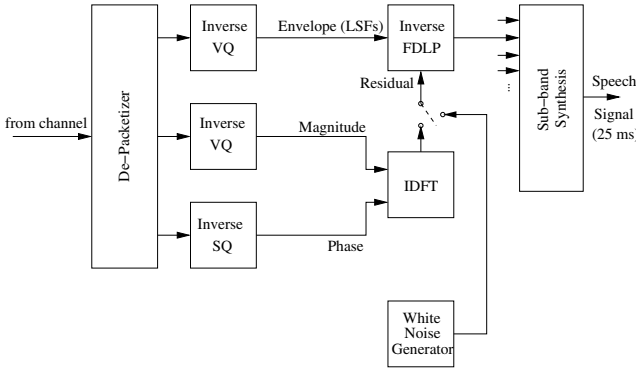 from channel
De-Packetizer
Inverse
VQ
Envelope (LSFs)
Inverse
FDLP
Residual
Inverse
VQ
Magnitude
IDFT
Inverse
SQ
Phase
White
Noise
Generator
...
Sub-band
Synthesis
Speech
Signal
(25 ms)